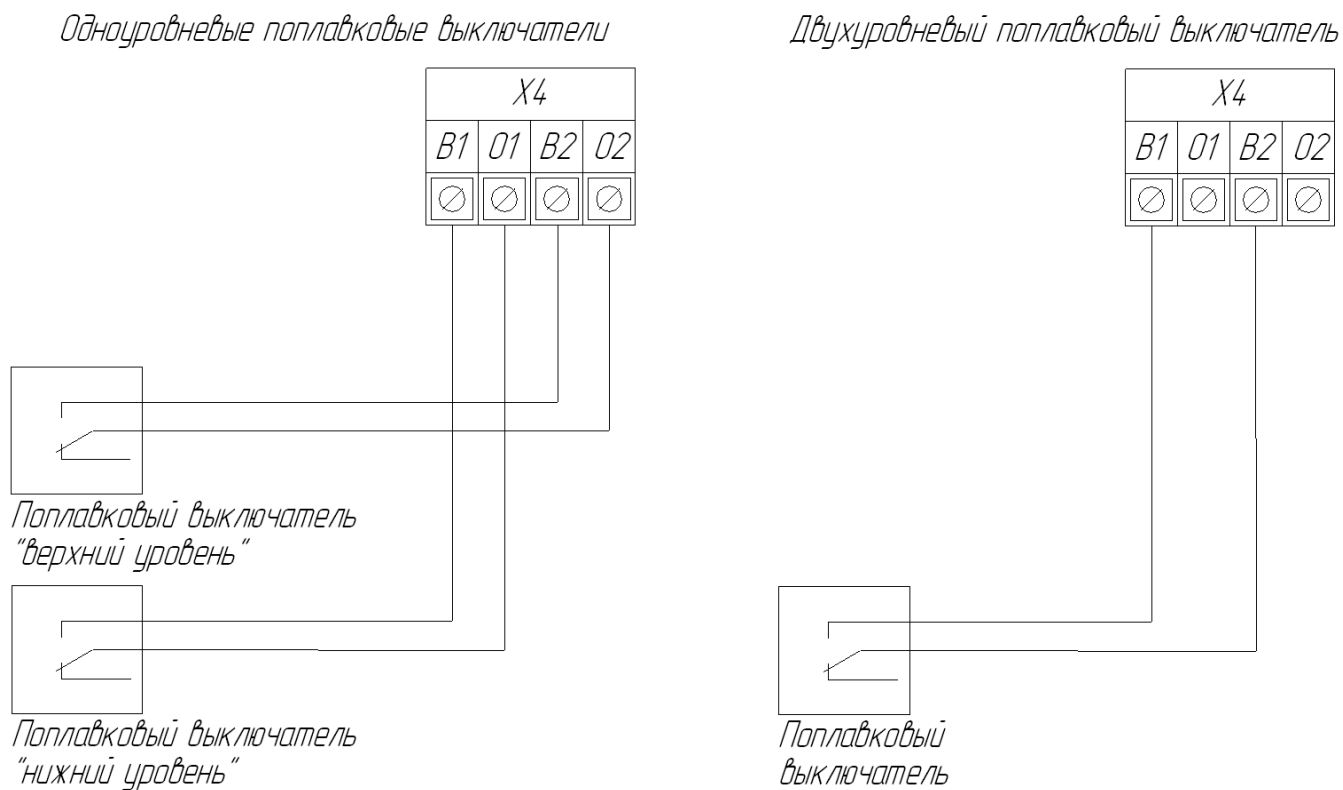 Одноуровневые поплавковые выключатели
X4
B1 O1 B2 O2
Поплавковый выключатель
"верхний уровень"
Поплавковый выключатель
"нижний уровень"
Двухуровневый поплавковый выключатель
X4
B1 O1 B2 O2
Поплавковый
выключатель